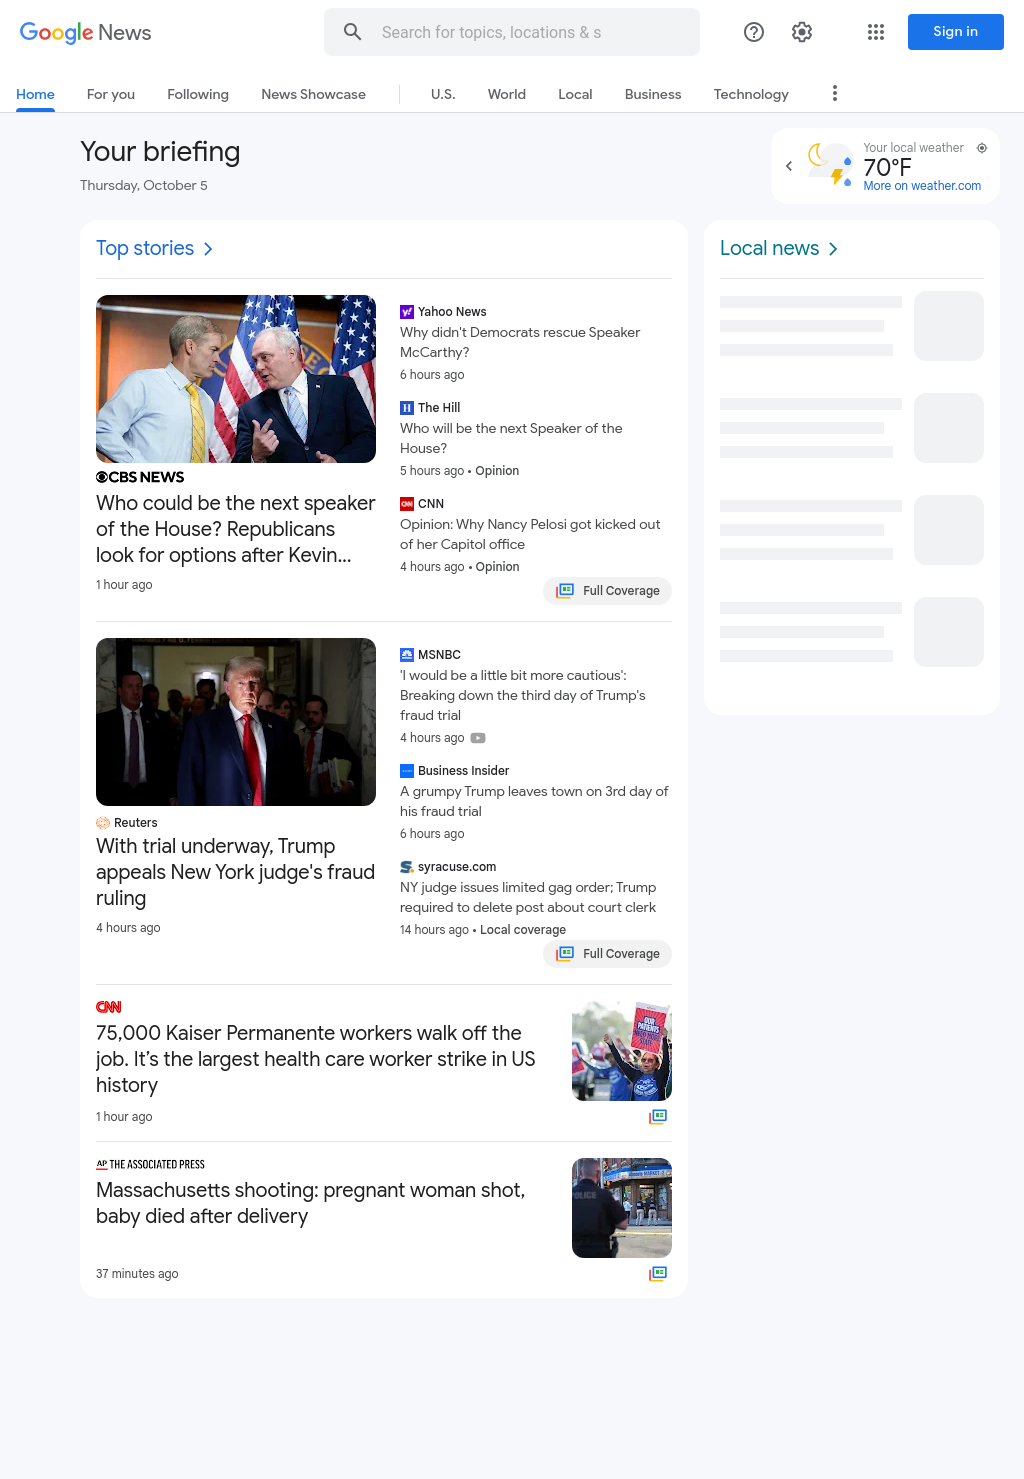 Google News
Search for topics, locations & s
Sign in
Home
For you
Following
News Showcase
U.S.
World
Local
Business
Technology
Your briefing
Thursday, October 5
Your local weather
70°F
More on weather.com
Top stories
CBS NEWS
Who could be the next speaker
of the House? Republicans
look for options after Kevin...
1 hour ago
Yahoo News
Why didn't Democrats rescue Speaker
McCarthy?
6 hours ago
H The Hill
Who will be the next Speaker of the
House?
5 hours ago • Opinion
CNN CNN
Opinion: Why Nancy Pelosi got kicked out
of her Capitol office
4 hours ago • Opinion
Full Coverage
Reuters
With trial underway, Trump
appeals New York judge's fraud
ruling
4 hours ago
MSNBC
'I would be a little bit more cautious':
Breaking down the third day of Trump's
fraud trial
4 hours ago
Business Insider
A grumpy Trump leaves town on 3rd day of
his fraud trial
6 hours ago
syracuse.com
NY judge issues limited gag order; Trump
required to delete post about court clerk
14 hours ago • Local coverage
Full Coverage
CNN
75,000 Kaiser Permanente workers walk off the
job. It’s the largest health care worker strike in US
history
1 hour ago
OUR
PATIENTS
AP THE ASSOCIATED PRESS
Massachusetts shooting: pregnant woman shot,
baby died after delivery
37 minutes ago
POLICE
MARKET
Local news